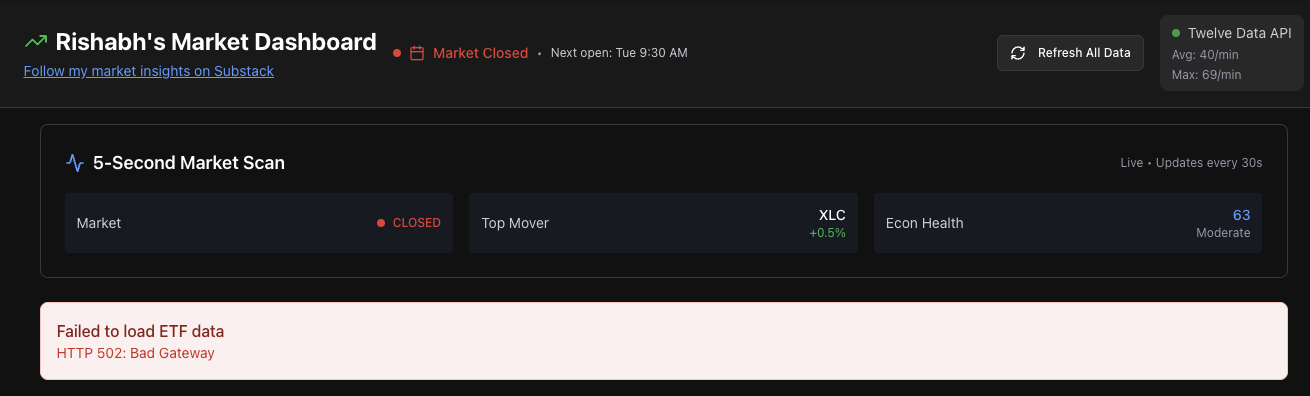 Rishabh's Market Dashboard
Follow my market insights on Substack
Market Closed • Next open: Tue 9:30 AM
Refresh All Data
Twelve Data API
Avg: 40/min
Max: 69/min
5-Second Market Scan
Live • Updates every 30s
Market
CLOSED
Top Mover
XLC
+0.5%
Econ Health
63
Moderate
Failed to load ETF data
HTTP 502: Bad Gateway